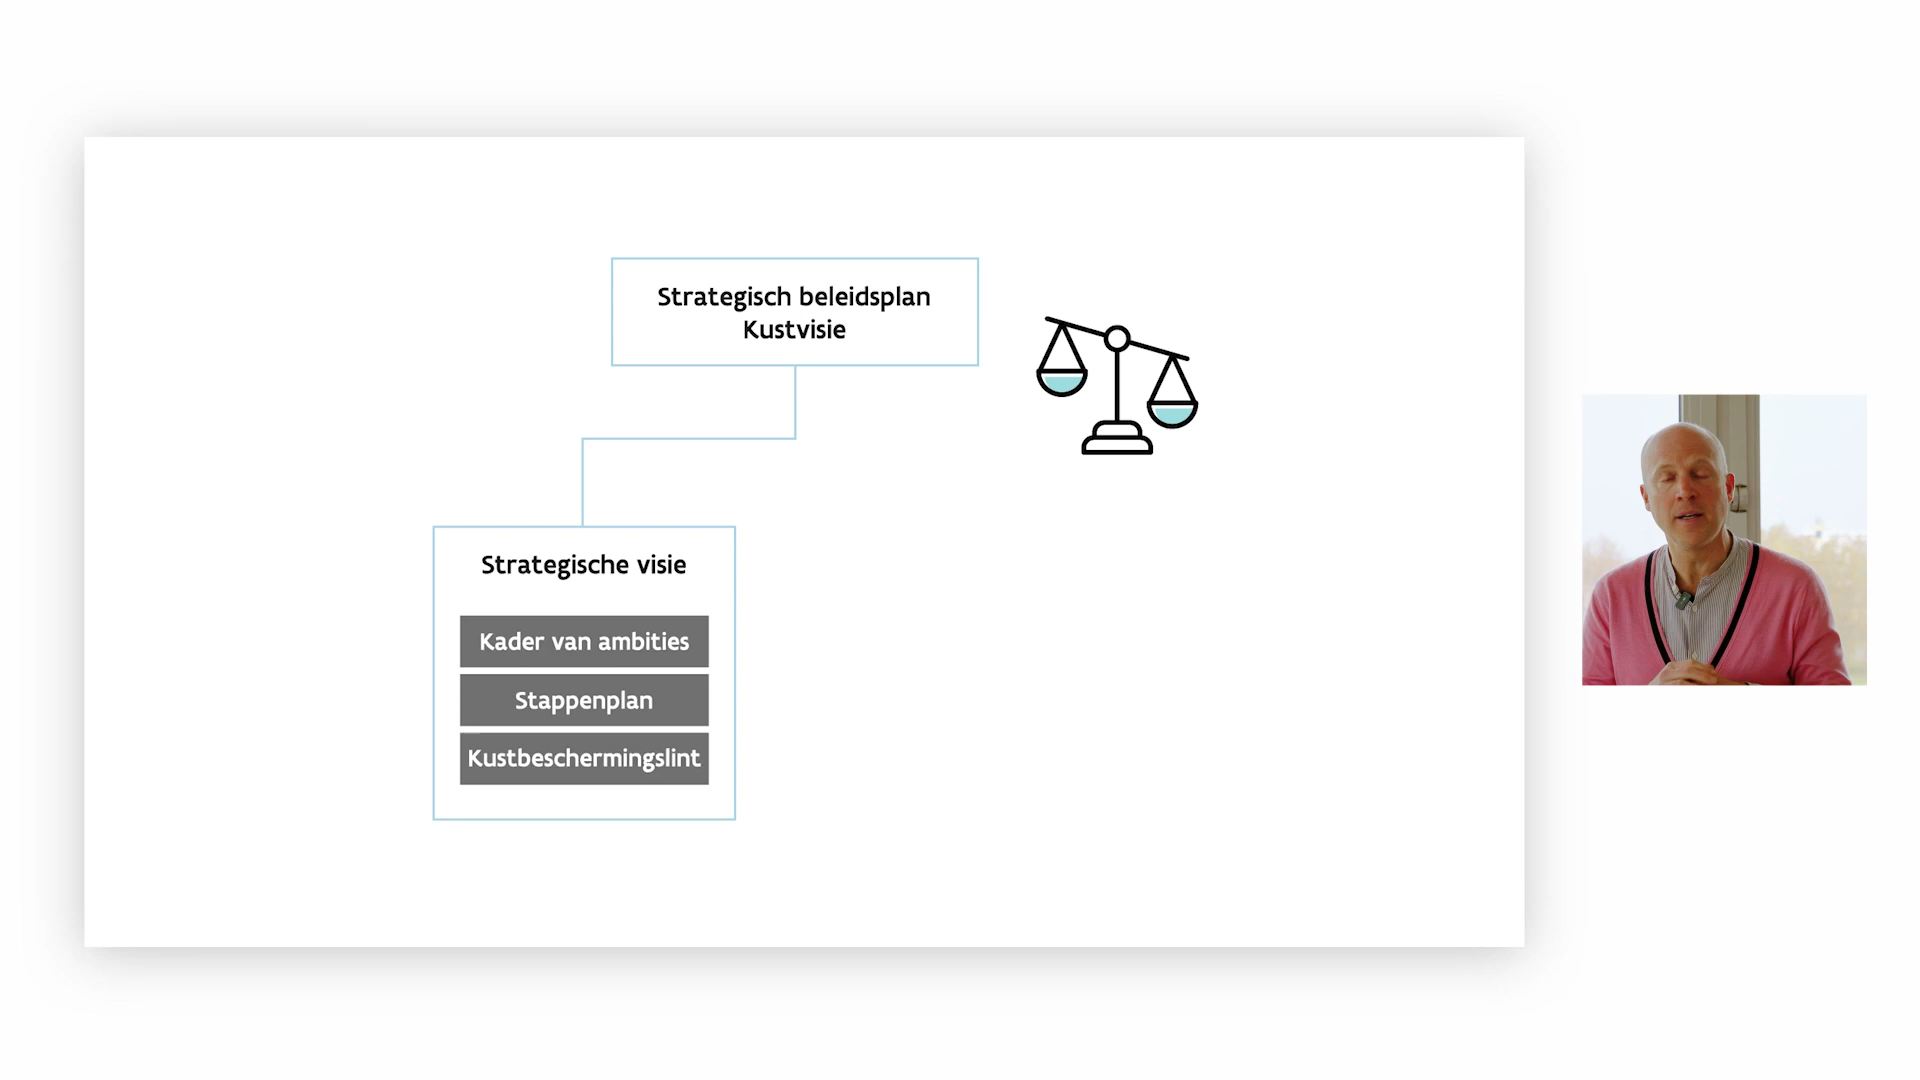 Strategisch beleidsplan
Kustvisie
Strategische visie
Kader van ambities
Stappenplan
Kustbeschermingslint